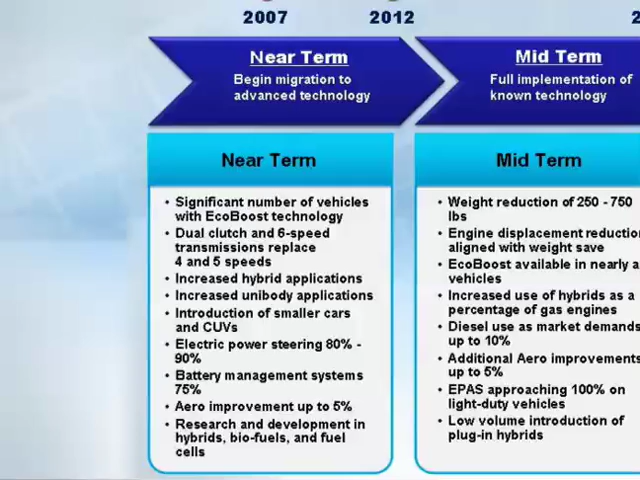 2007
2012
2
Near Term
Begin migration to
advanced technology
Mid Term
Full implementation of
known technology
Near Term
• Significant number of vehicles
with EcoBoost technology
• Dual clutch and 6-speed
transmissions replace
4 and 5 speeds
• Increased hybrid applications
• Increased unibody applications
• Introduction of smaller cars
and CUVs
• Electric power steering 80% -
90%
• Battery management systems
75%
• Aero improvement up to 5%
• Research and development in
hybrids, bio-fuels, and fuel
cells
Mid Term
• Weight reduction of 250 - 750
lbs
• Engine displacement reductio
aligned with weight save
• EcoBoost available in nearly a
vehicles
• Increased use of hybrids as a
percentage of gas engines
• Diesel use as market demands
up to 10%
• Additional Aero improvements
up to 5%
• EPAS approaching 100% on
light-duty vehicles
• Low volume introduction of
plug-in hybrids